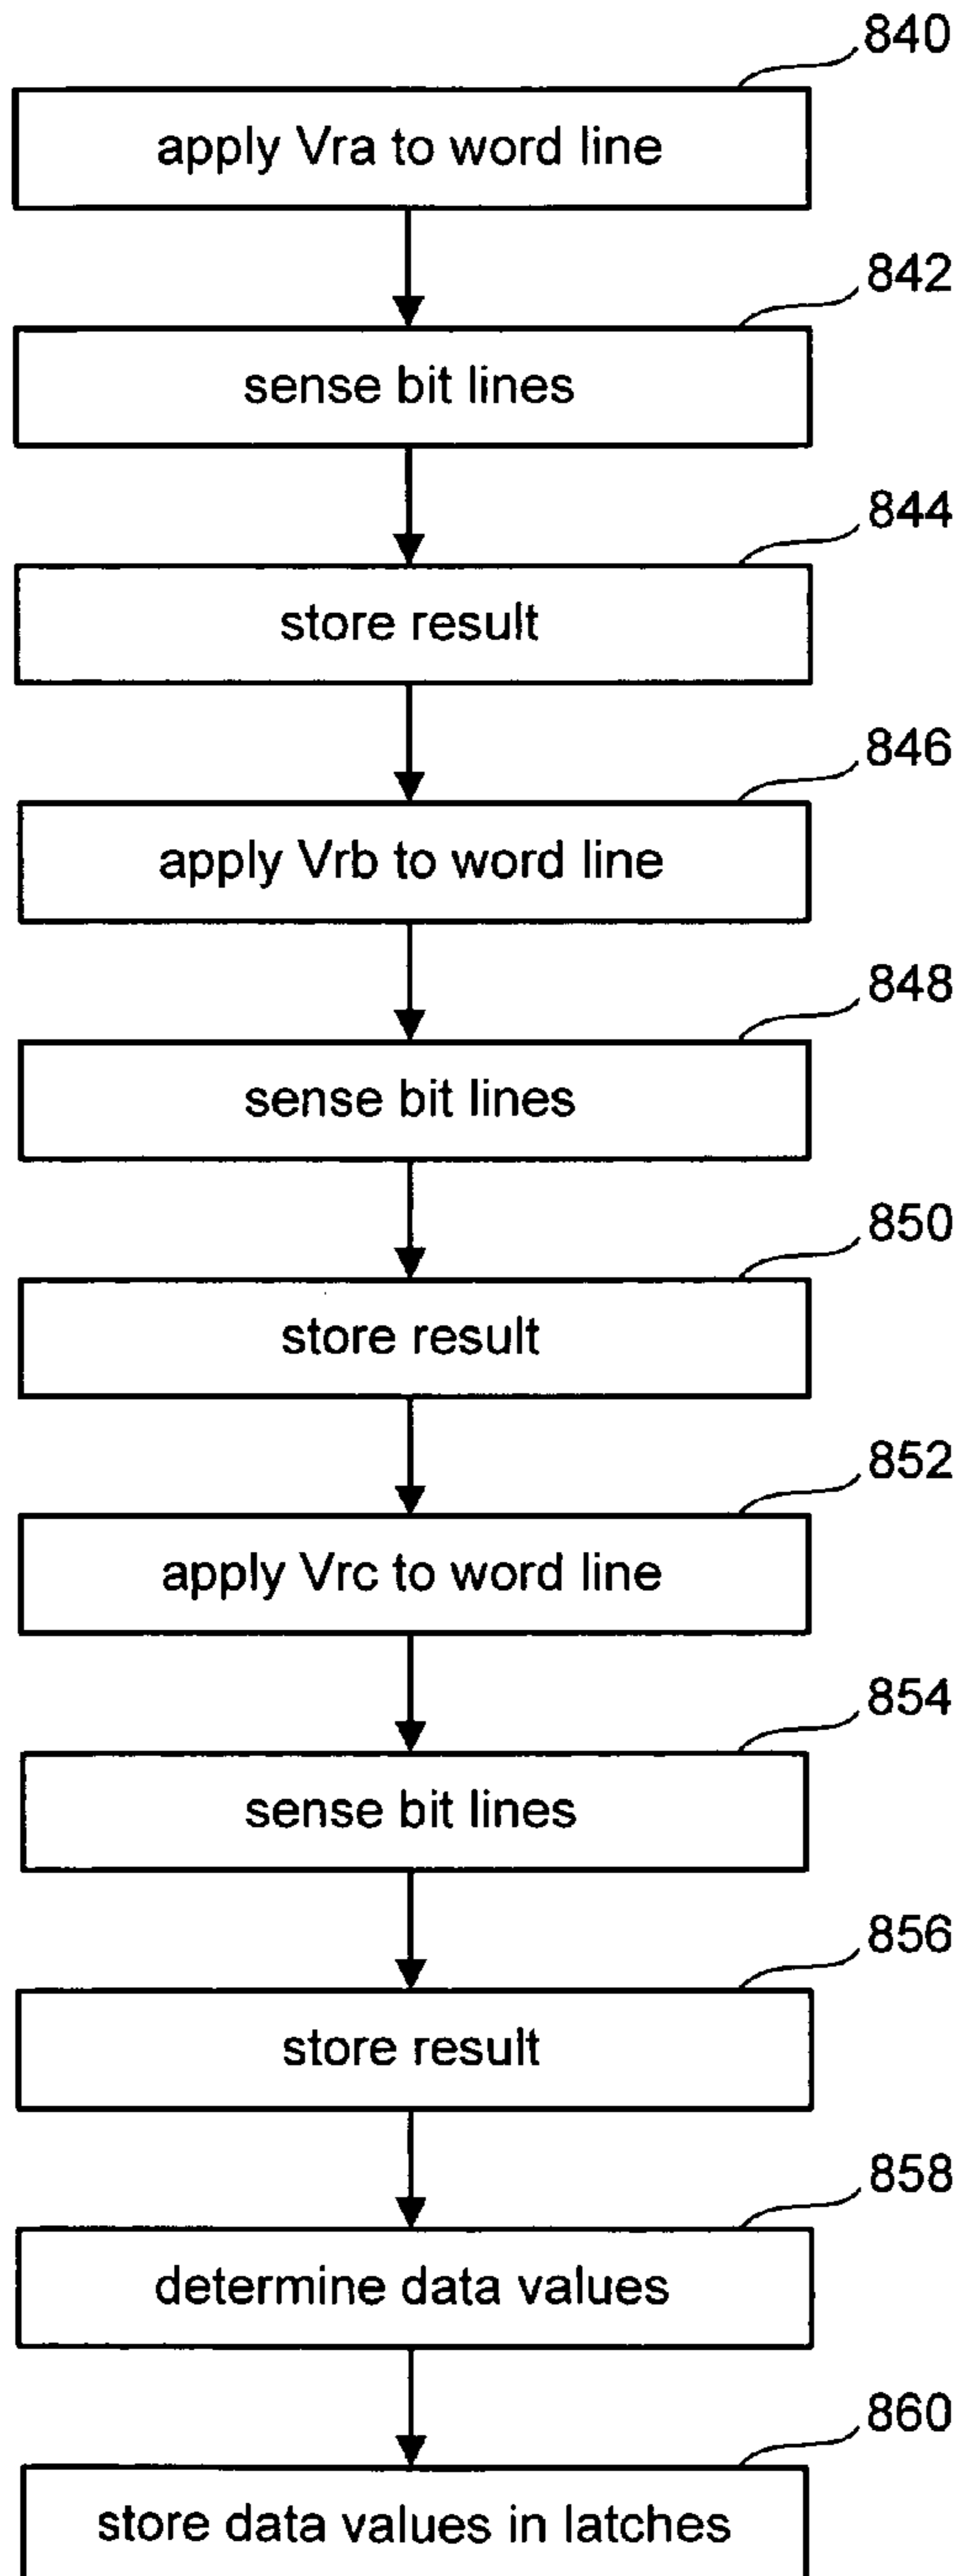 840
apply Vra to word line
842
sense bit lines
844
store result
846
apply Vrb to word line
848
sense bit lines
850
store result
852
apply Vrc to word line
854
sense bit lines
856
store result
858
determine data values
860
store data values in latches